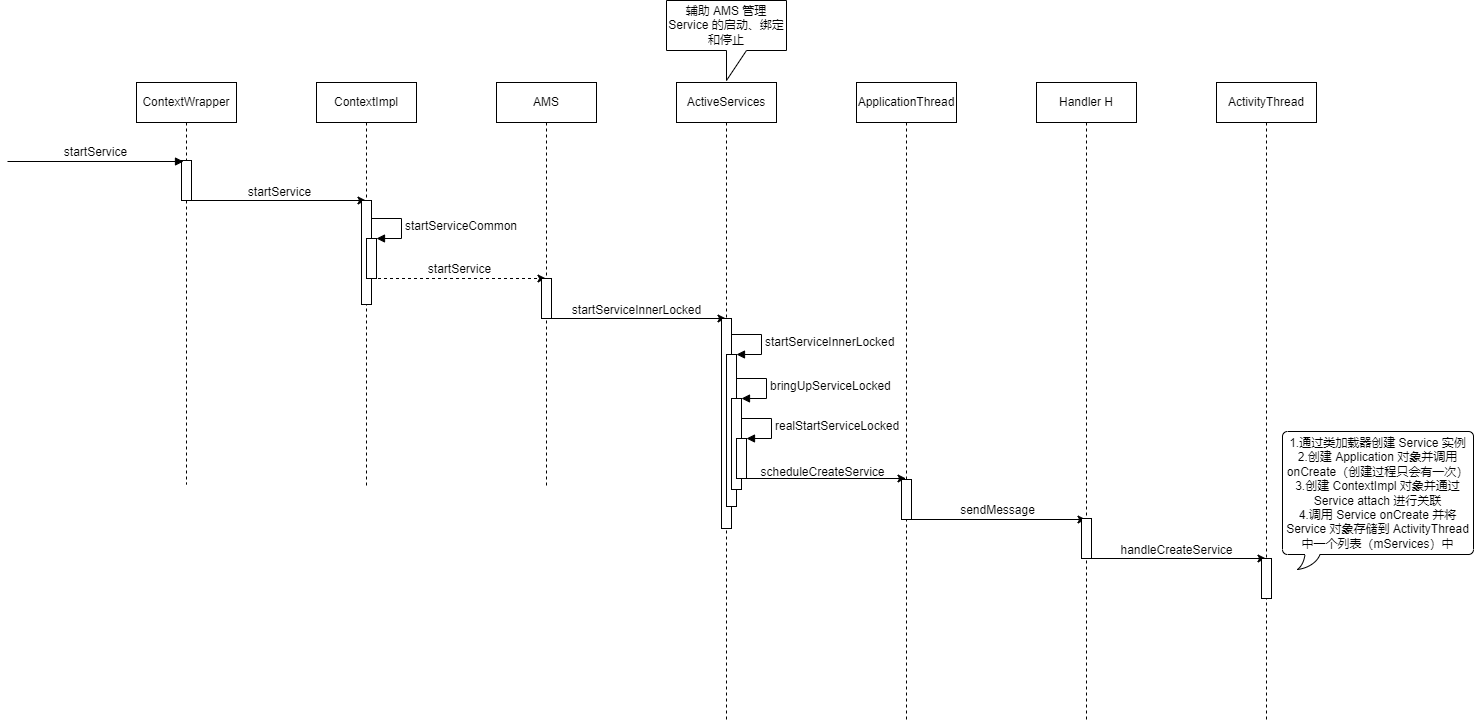 辅助 AMS 管理
Service 的启动、绑定
和停止
ContextWrapper
ContextImpl
AMS
ActiveServices
ApplicationThread
Handler H
ActivityThread
startService
startService
startServiceCommon
startService
startServiceInnerLocked
startServiceInnerLocked
bringUpServiceLocked
realStartServiceLocked
scheduleCreateService
sendMessage
handleCreateService
1.通过类加载器创建 Service 实例
2.创建 Application 对象并调用
onCreate（创建过程只会有一次）
3.创建 ContextImpl 对象并通过
Service attach 进行关联
4.调用 Service onCreate 并将
Service 对象存储到 ActivityThread
中一个列表（mServices）中